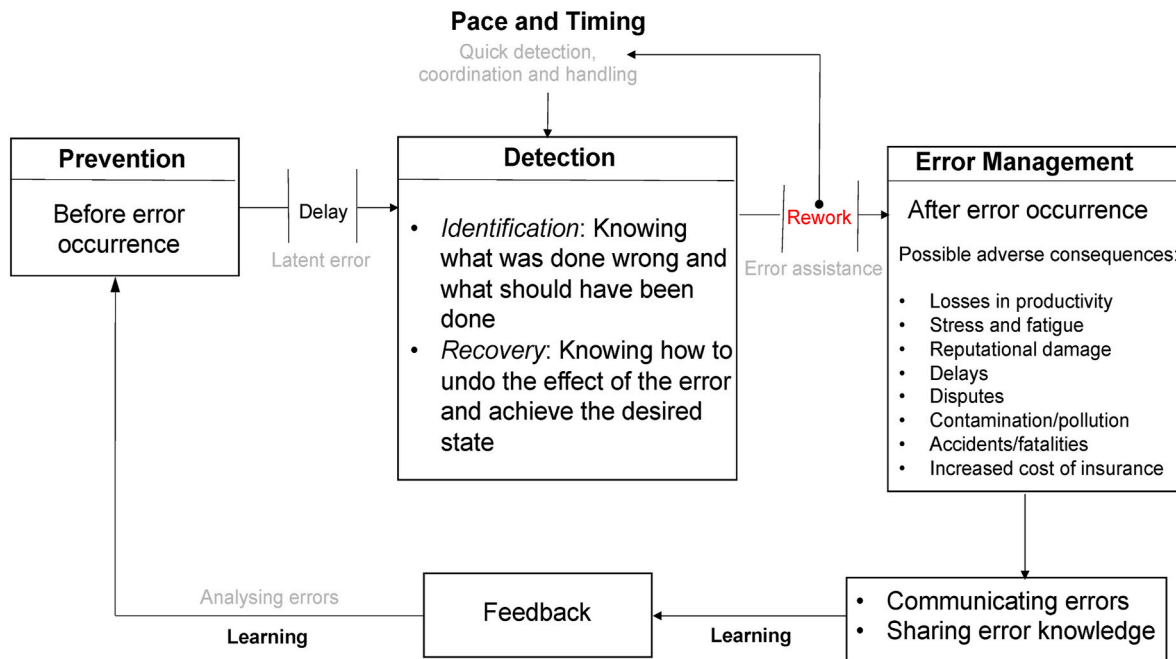 Pace and Timing
Quick detection,
coordination and handling
Prevention
Before error
occurrence
Delay
Latent error
Detection
• Identification: Knowing
what was done wrong and
what should have been
done
• Recovery: Knowing how to
undo the effect of the error
and achieve the desired
state
Rework
Error assistance
Error Management
After error occurrence
Possible adverse consequences:
• Losses in productivity
• Stress and fatigue
• Reputational damage
• Delays
• Disputes
• Contamination/pollution
• Accidents/fatalities
• Increased cost of insurance
• Communicating errors
• Sharing error knowledge
Learning
Feedback
Analysing errors
Learning